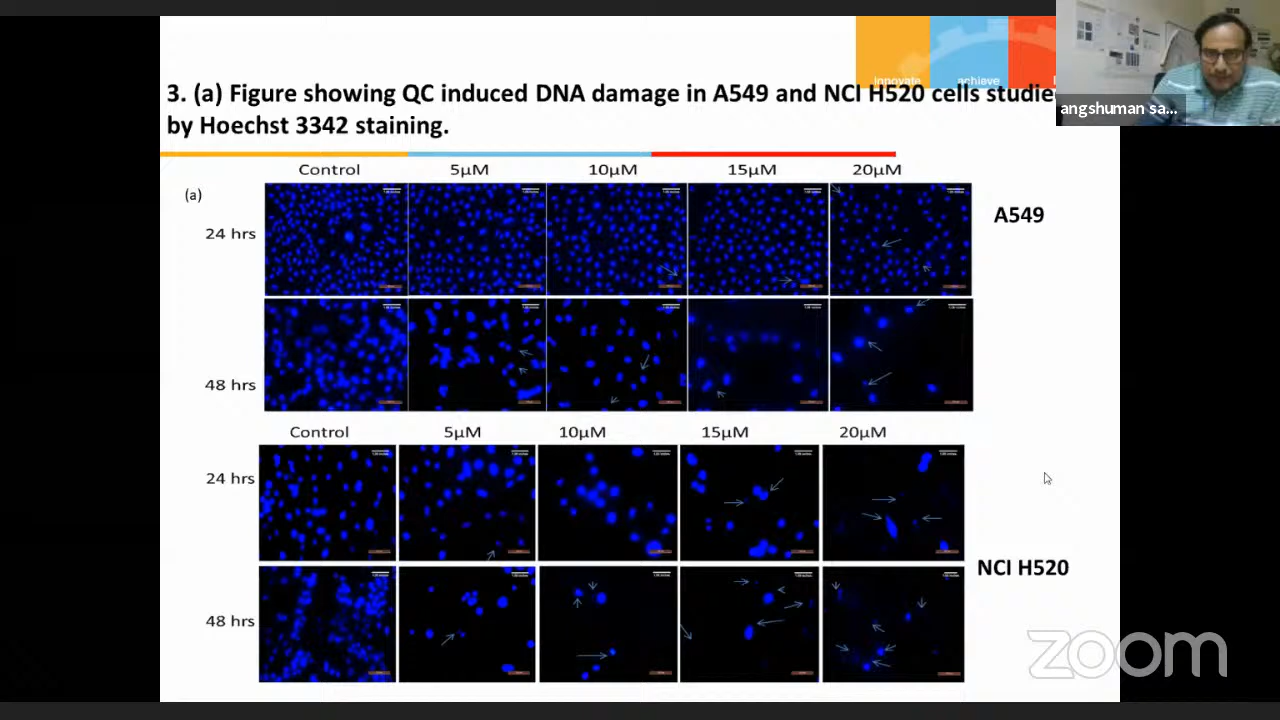 innovate achieve
3. (a) Figure showing QC induced DNA damage in A549 and NCI H520 cells studie
by Hoechst 3342 staining.
angshuman sa...
Control 5µM 10µM 15µM 20µM
(a)
A549
24 hrs
48 hrs
Control 5µM 10µM 15µM 20µM
24 hrs
NCI H520
48 hrs
zoom